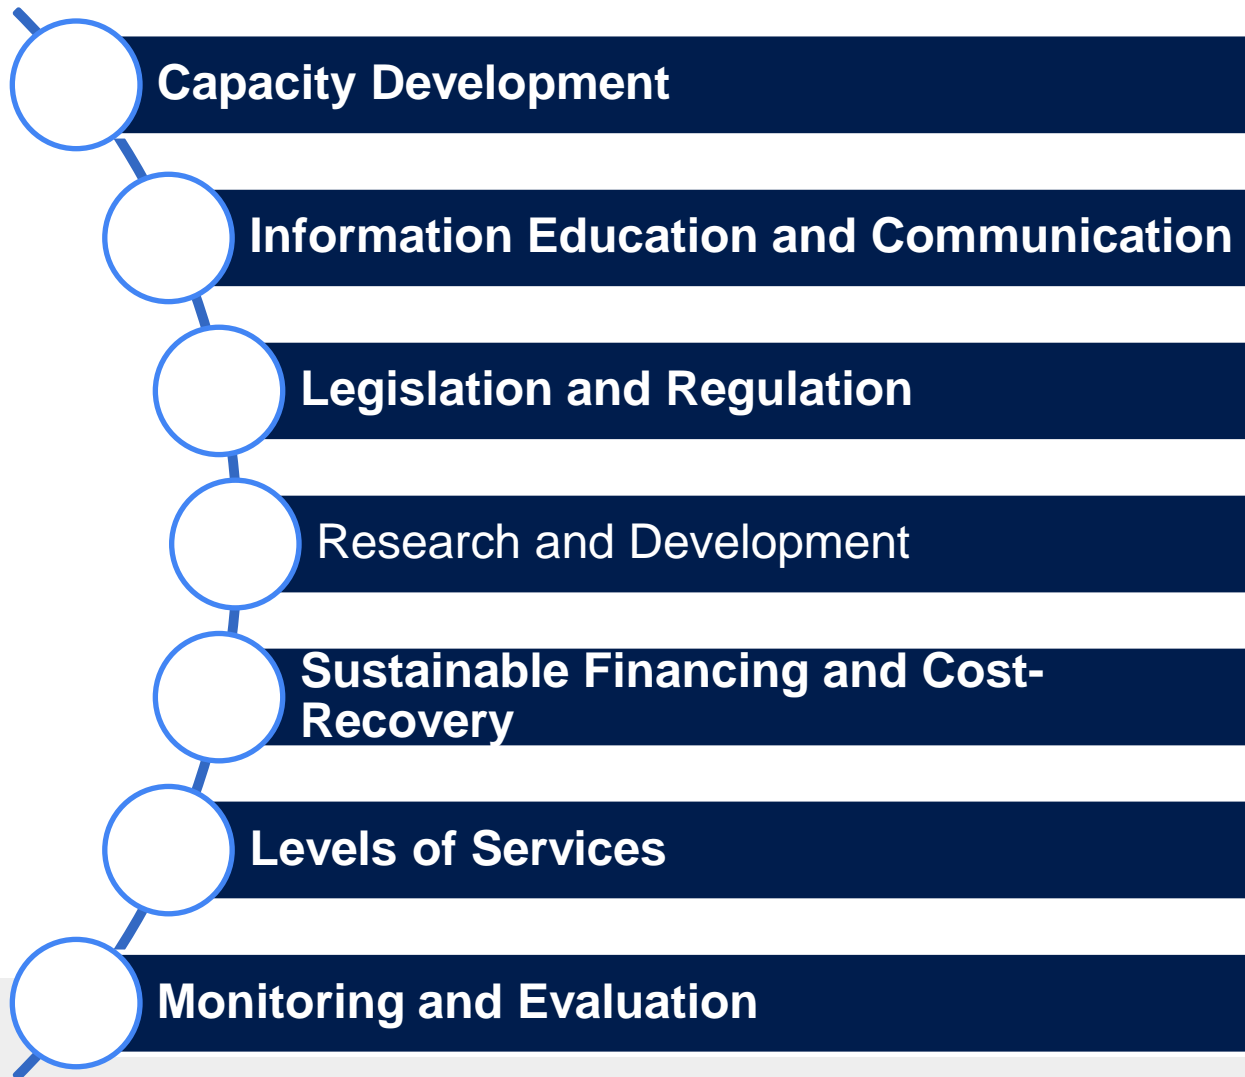 Capacity Development
Information Education and Communication
Legislation and Regulation
Research and Development
Sustainable Financing and Cost-
Recovery
Levels of Services
Monitoring and Evaluation